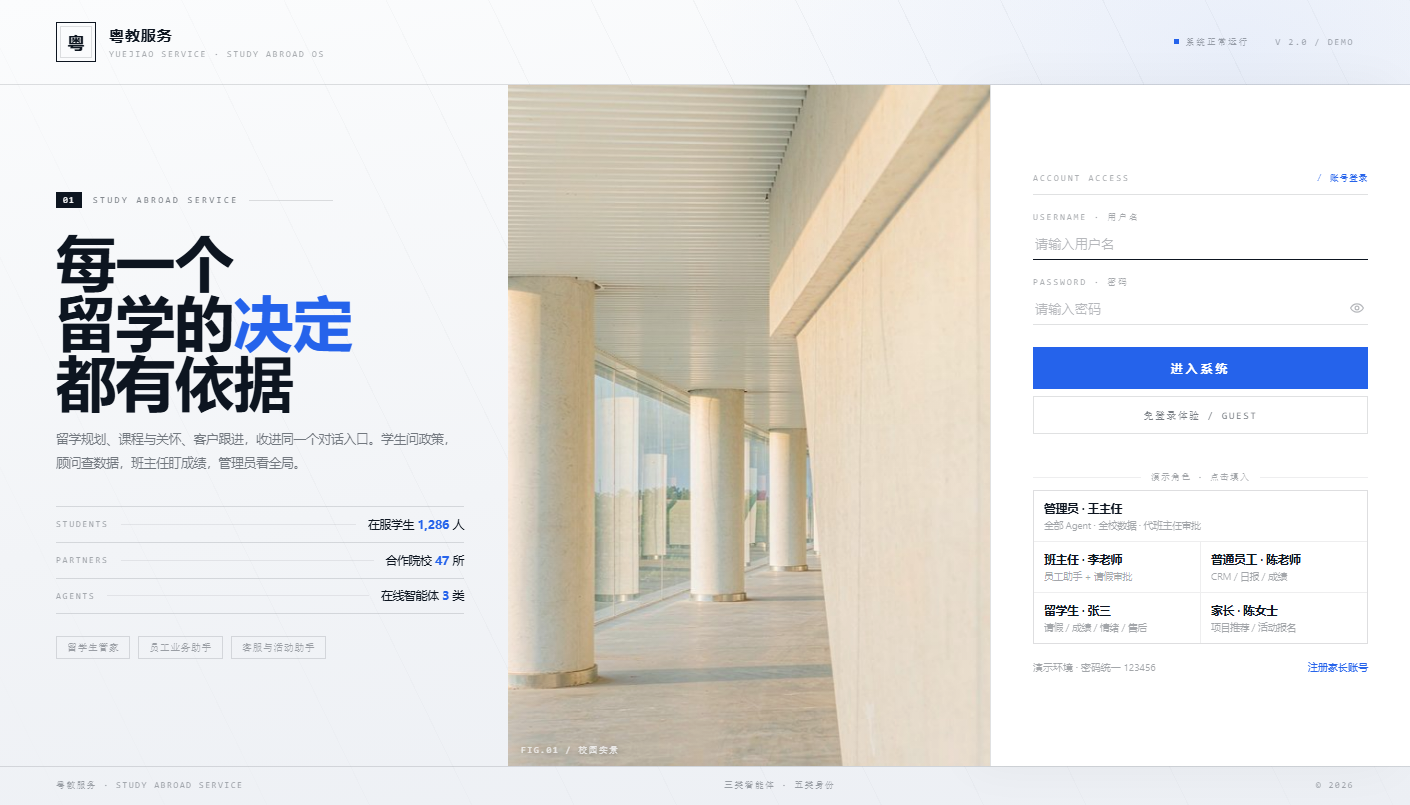 粤
粤教服务
YUEJIAO SERVICE · STUDY ABROAD OS
系统正常运行
V 2.0 / DEMO
01 STUDY ABROAD SERVICE
每一个
留学的决定
都有依据
留学规划、课程与关怀、客户跟进，收进同一个对话入口。学生问政策，
顾问查数据，班主任盯成绩，管理员看全局。
STUDENTS 在服学生 1,286 人
PARTNERS 合作院校 47 所
AGENTS 在线智能体 3 类
留学生管家 员工业务助手 客服与活动助手
FIG.01 / 校园实景
ACCOUNT ACCESS / 账号登录
USERNAME · 用户名
请输入用户名
PASSWORD · 密码
请输入密码
进入系统
免登录体验 / GUEST
演示角色 · 点击填入
管理员 · 王主任
全部 Agent · 全校数据 · 代班主任审批
班主任 · 李老师
员工助手 + 请假审批
普通员工 · 陈老师
CRM / 日报 / 成绩
留学生 · 张三
请假 / 成绩 / 情绪 / 售后
家长 · 陈女士
项目推荐 / 活动报名
演示环境 · 密码统一 123456
注册家长账号
粤教服务 · STUDY ABROAD SERVICE
三类智能体 · 五类身份
© 2026